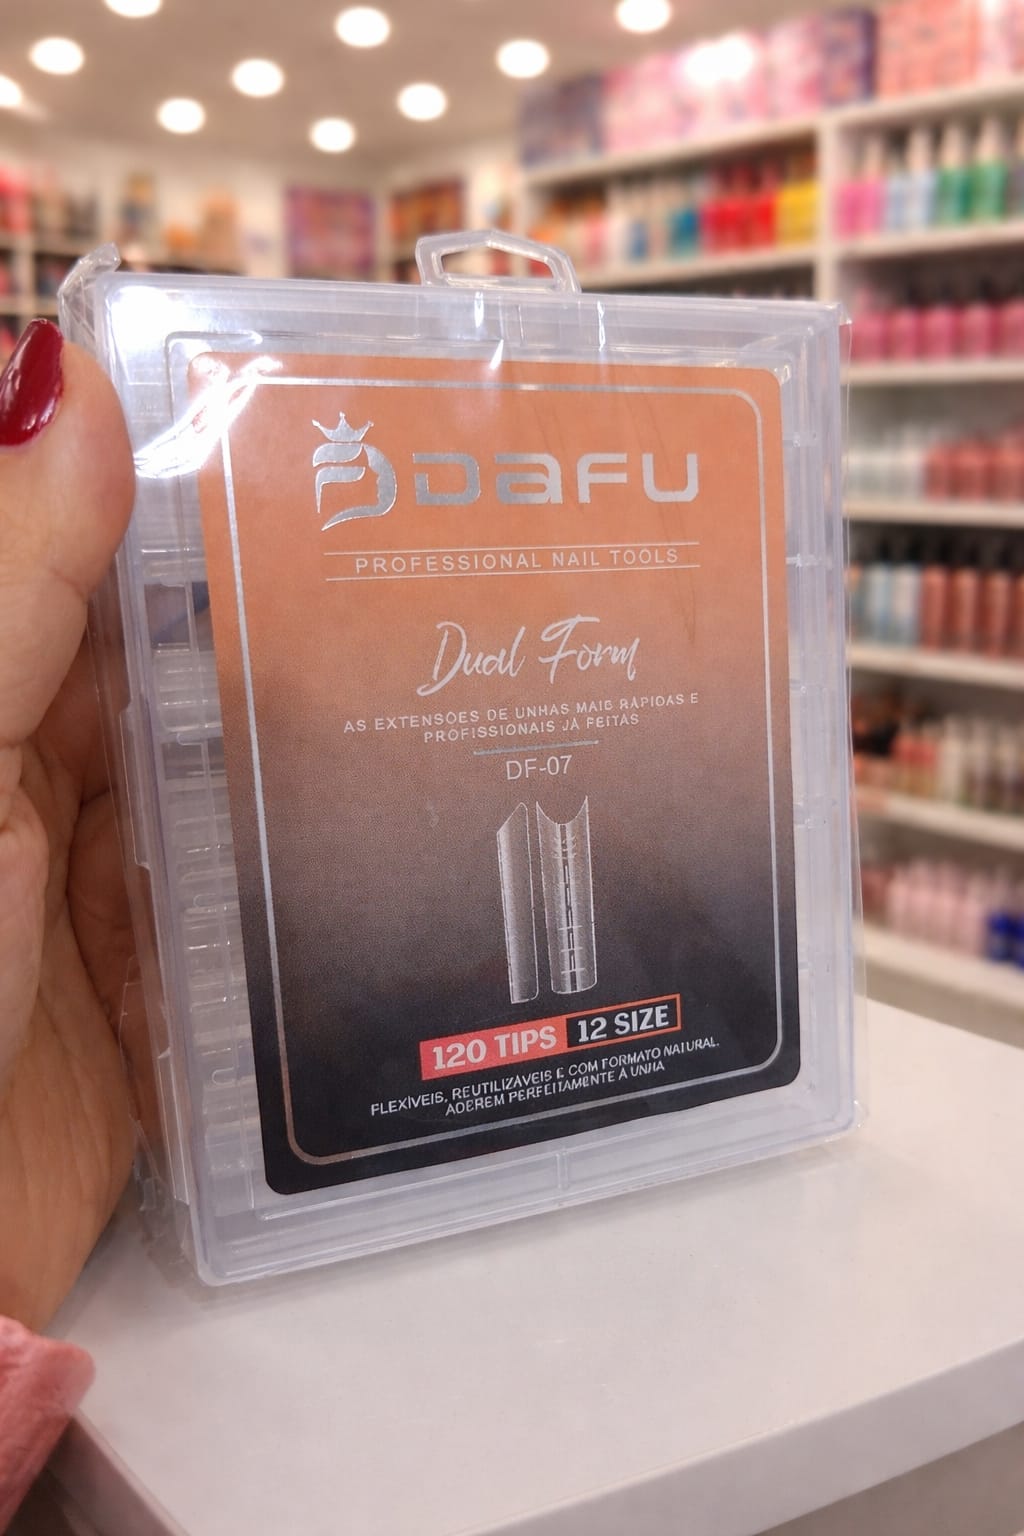 DAFU
PROFESSIONAL NAIL TOOLS
Dual Form
AS EXTENSÕES DE UNHAS MAIS RÁPIDAS E
PROFISSIONAIS JÁ FEITAS
DF-07
120 TIPS 12 SIZE
FLEXÍVEIS, REUTILIZÁVEIS E COM FORMATO NATURAL.
ADEREM PERFEITAMENTE À UNHA